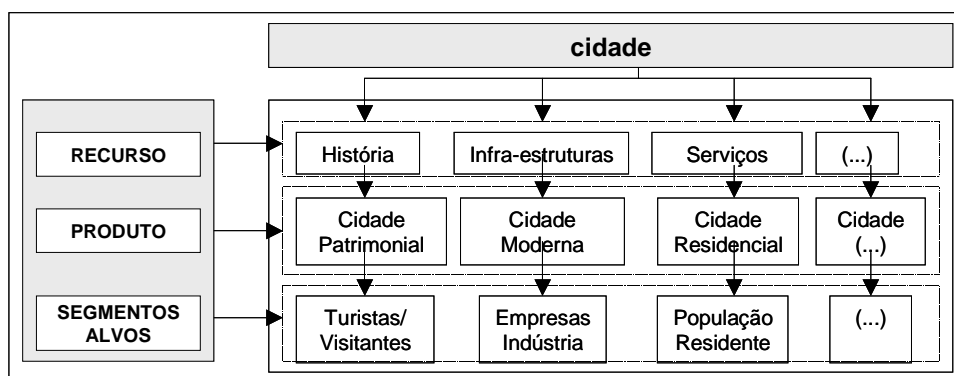 cidade
RECURSO
História
Infra-estruturas
Serviços
(...)
PRODUTO
Cidade
Patrimonial
Cidade
Moderna
Cidade
Residencial
Cidade
(...)
SEGMENTOS
ALVOS
Turistas/
Visitantes
Empresas
Indústria
População
Residente
(...)